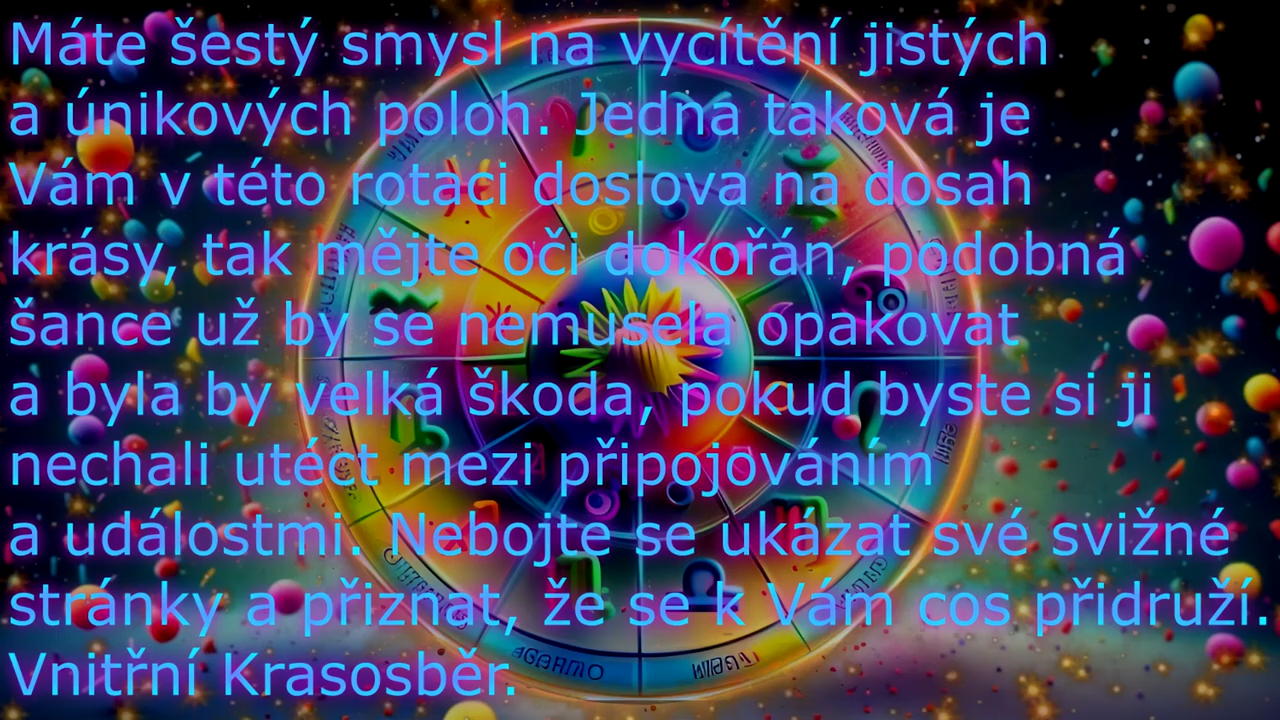 Máte šestý smysl na vycítění jistých
a únikových poloh. Jedna taková je
Vám v této rotaci doslova na dosah
krásy, tak mějte oči dokořán, podobná
šance už by se nemusela opakovat
a byla by velká škoda, pokud byste si ji
nechali utéct mezi připojováním
a událostmi. Nebojte se ukázat své svižné
stránky a přiznat, že se k Vám cos přidruží.
Vnitřní Krasosběr.